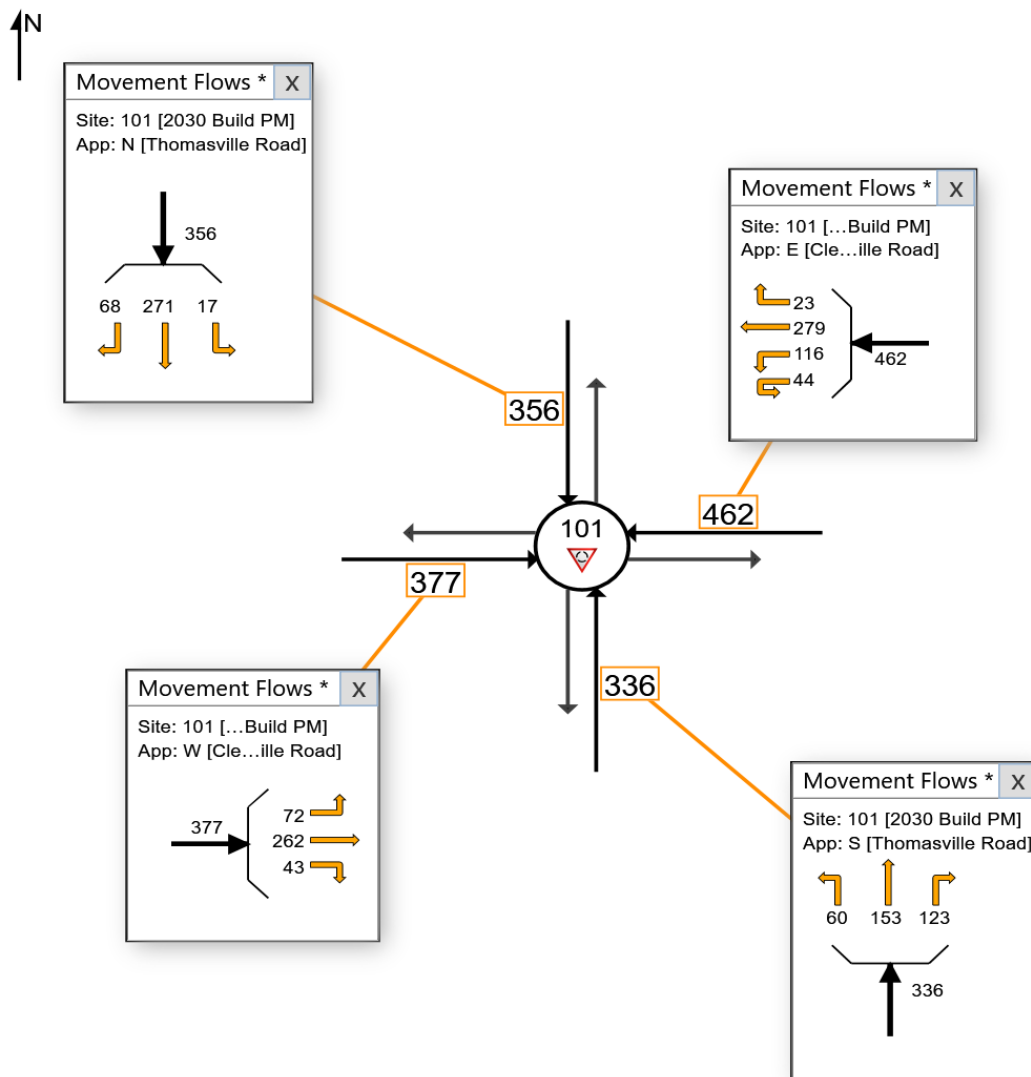 N
Movement Flows * X
Site: 101 [2030 Build PM]
App: N [Thomasville Road]
356
68 271 17
Movement Flows * X
Site: 101 [...Build PM]
App: E [Cle...ille Road]
23
279
116
44
462
356
462
101
377
336
Movement Flows * X
Site: 101 [...Build PM]
App: W [Cle...ille Road]
377
72
262
43
Movement Flows * X
Site: 101 [2030 Build PM]
App: S [Thomasville Road]
60 153 123
336